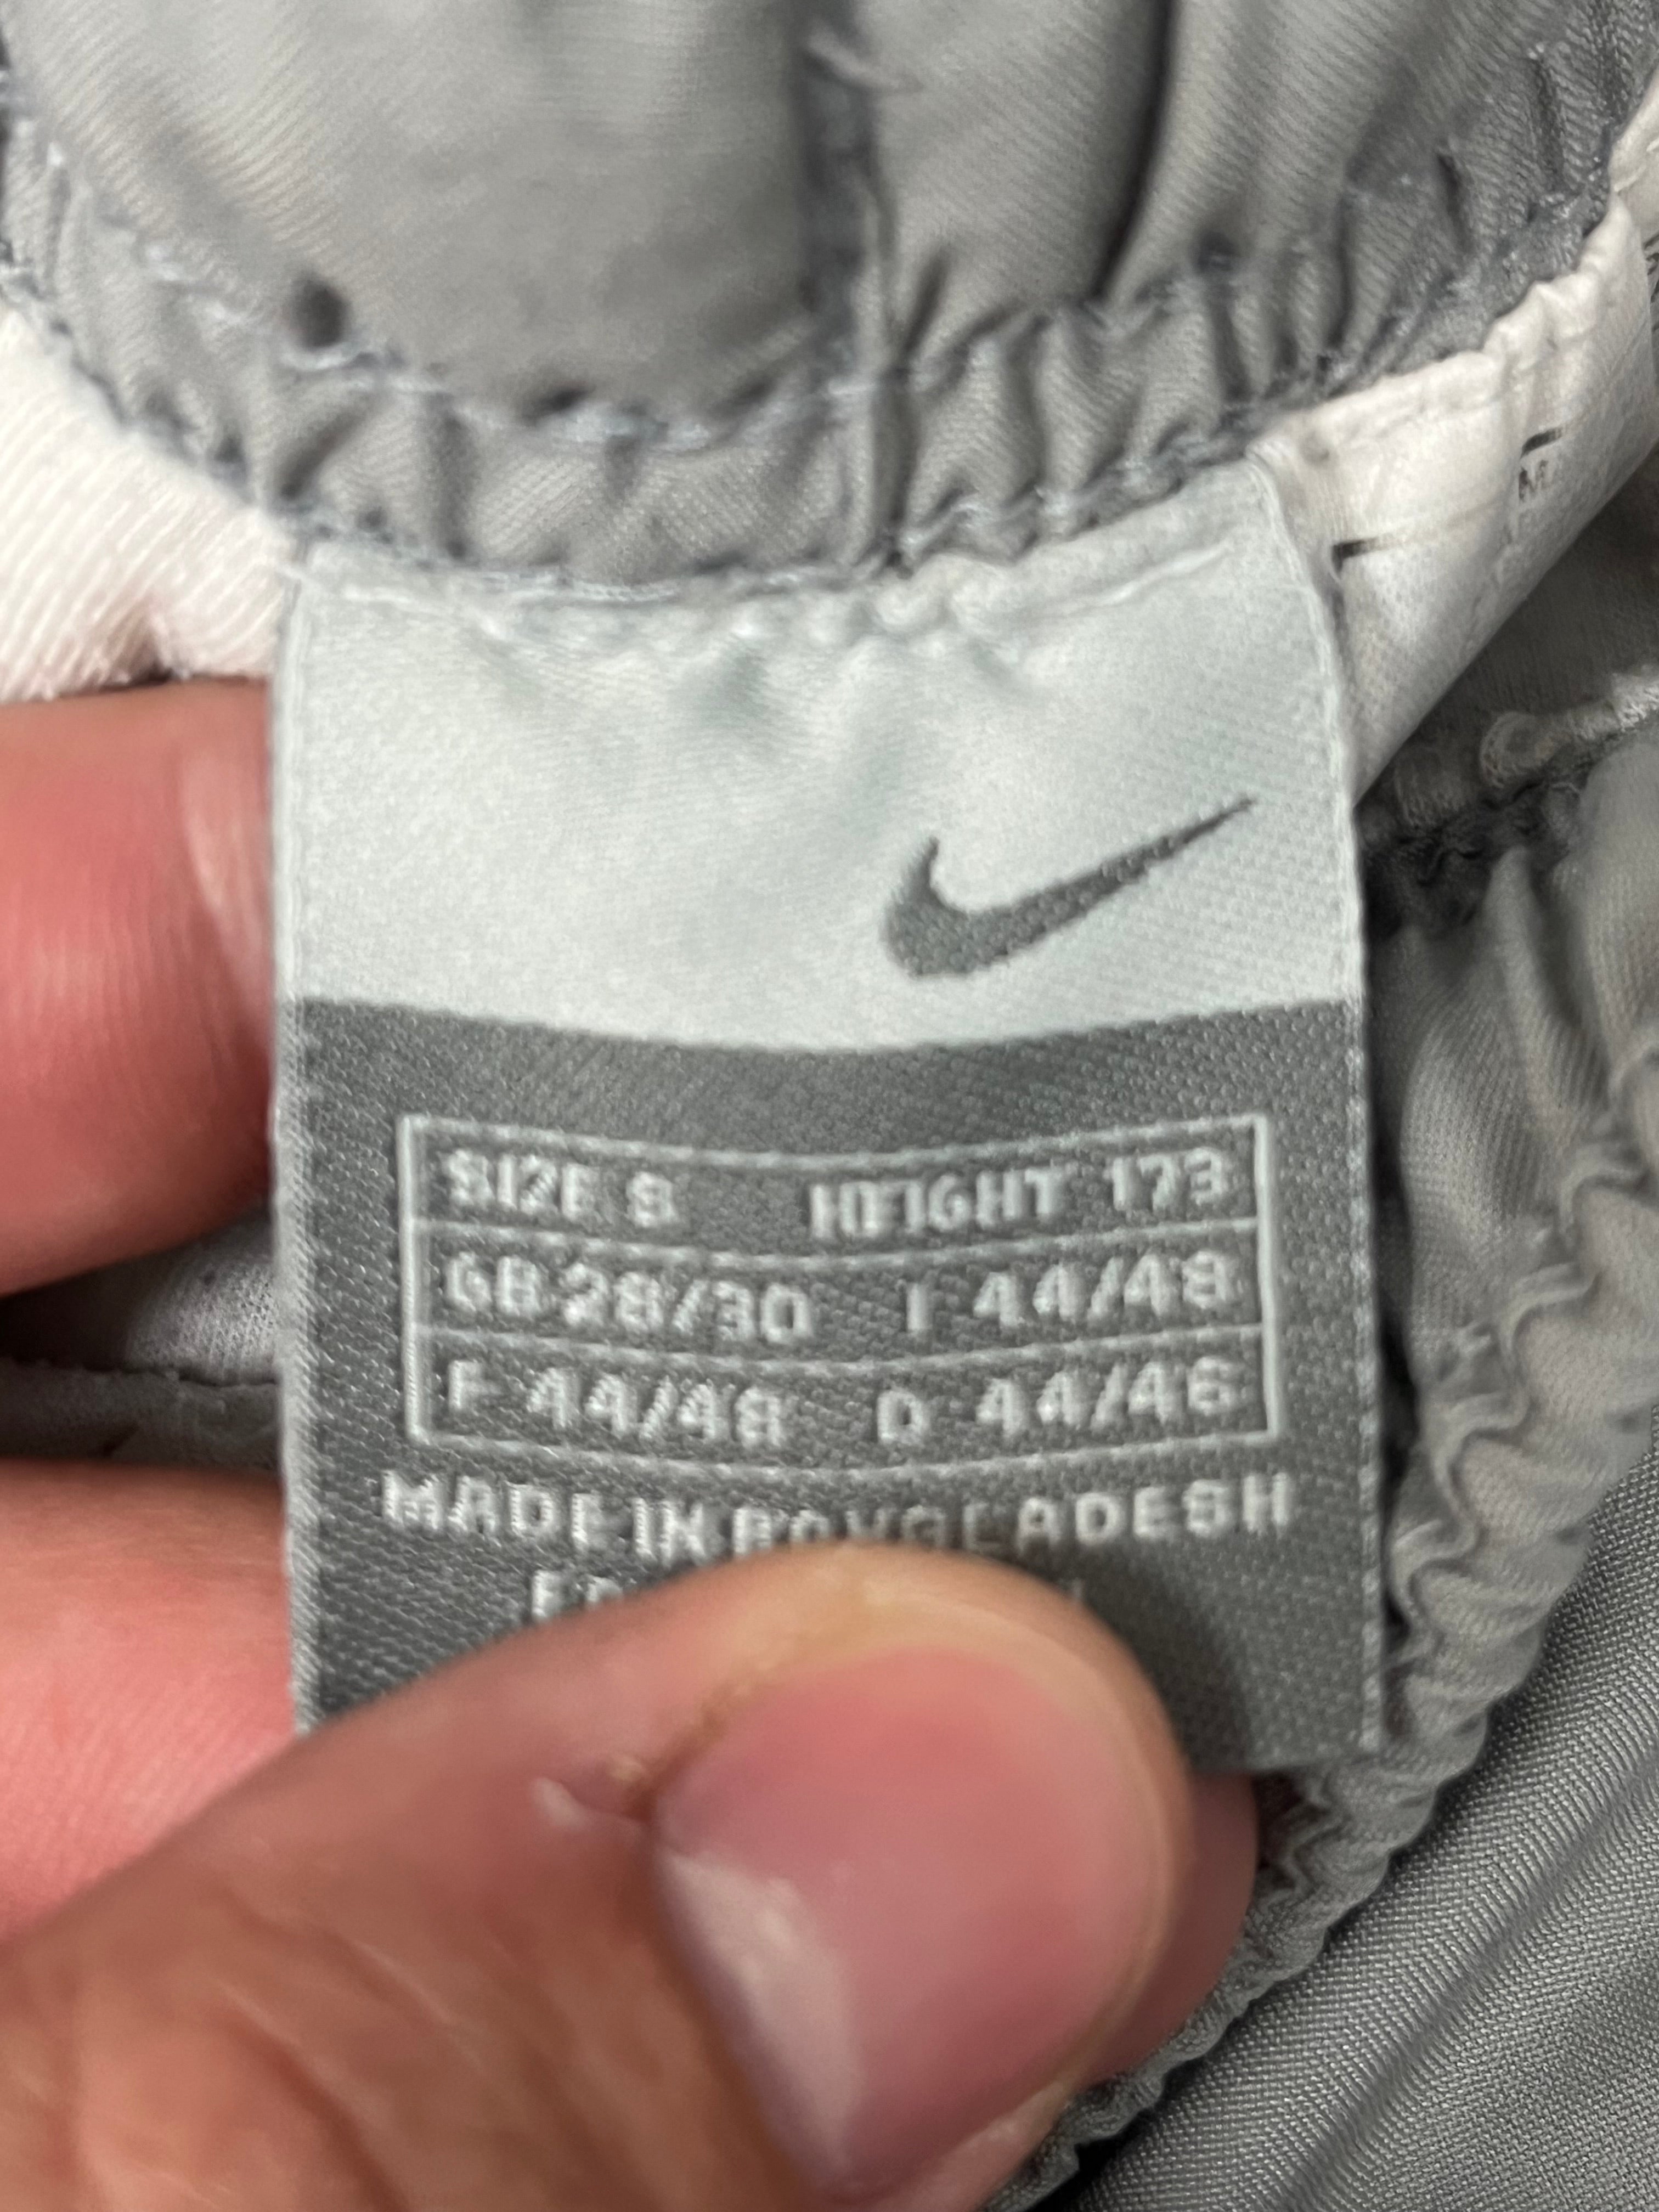 SIZE S HEIGHT 173
GB 28/30 I 44/48
F 44/48 D 44/46
MADE IN BANGLADESH